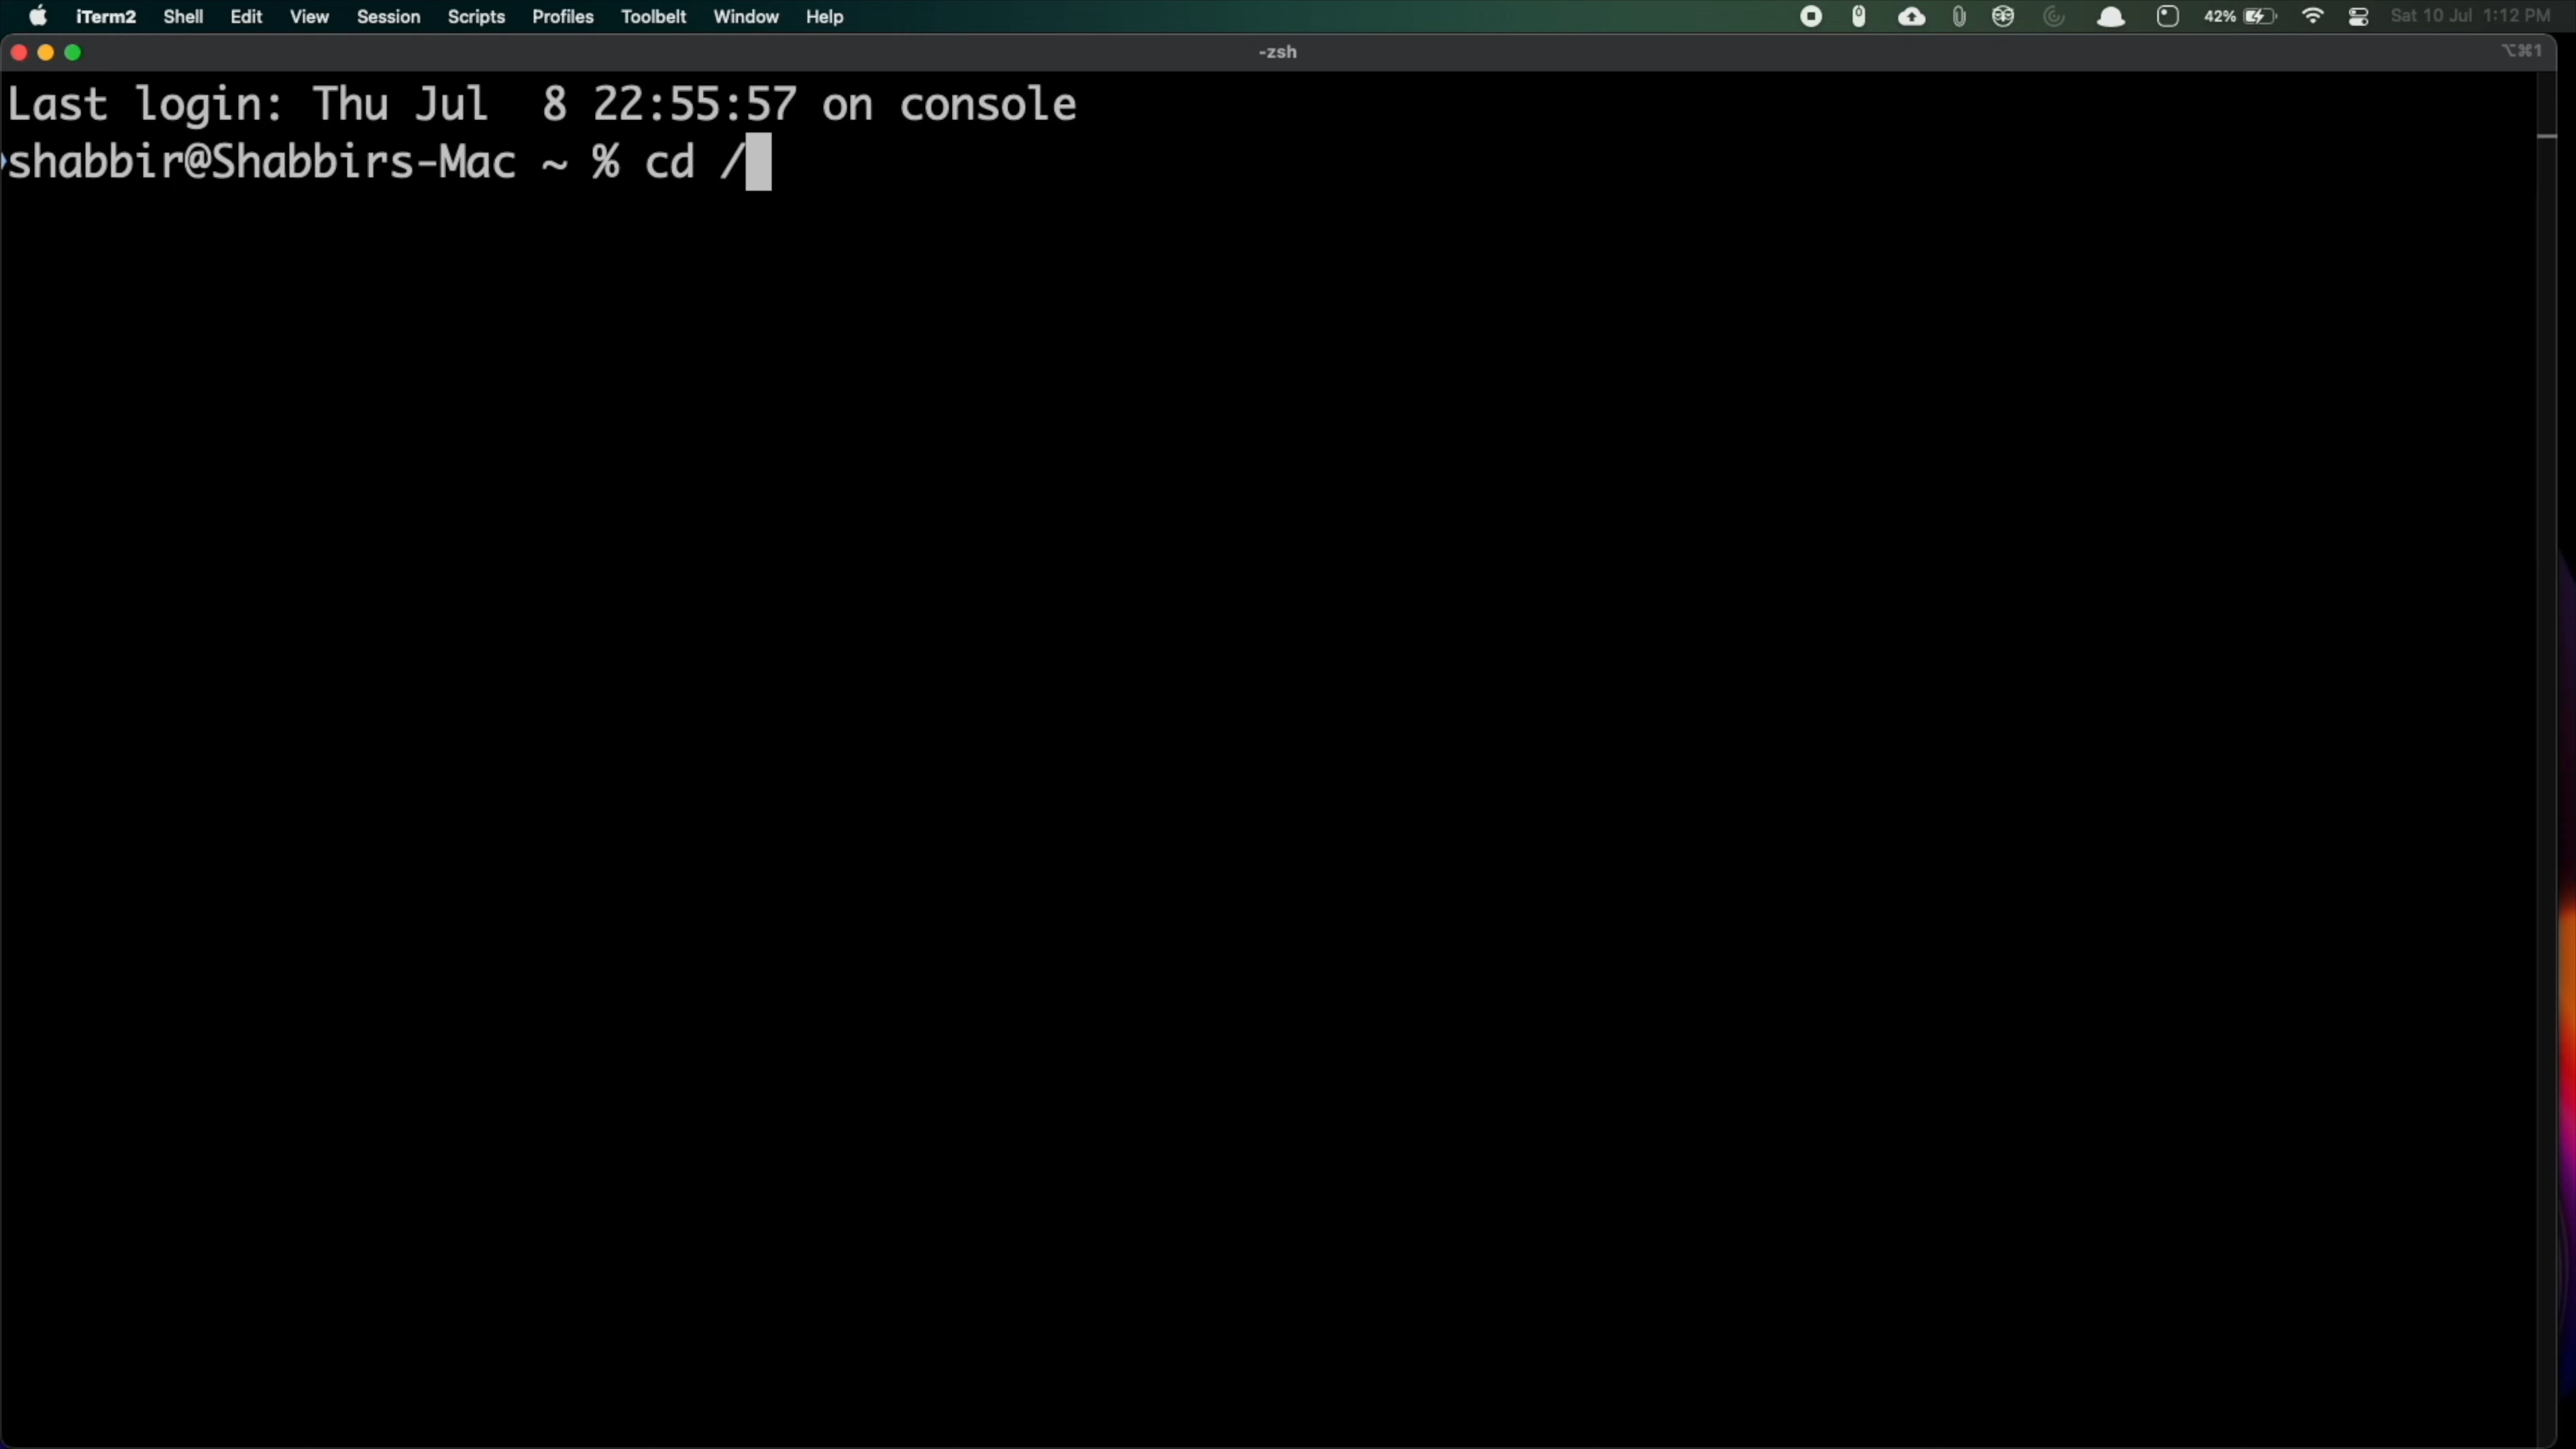 iTerm2 Shell Edit View Session Scripts Profiles Toolbelt Window Help 42% Sat 10 Jul 1:12 PM
-zsh ⌥⌘1
Last login: Thu Jul  8 22:55:57 on console
shabbir@Shabbirs-Mac ~ % cd /